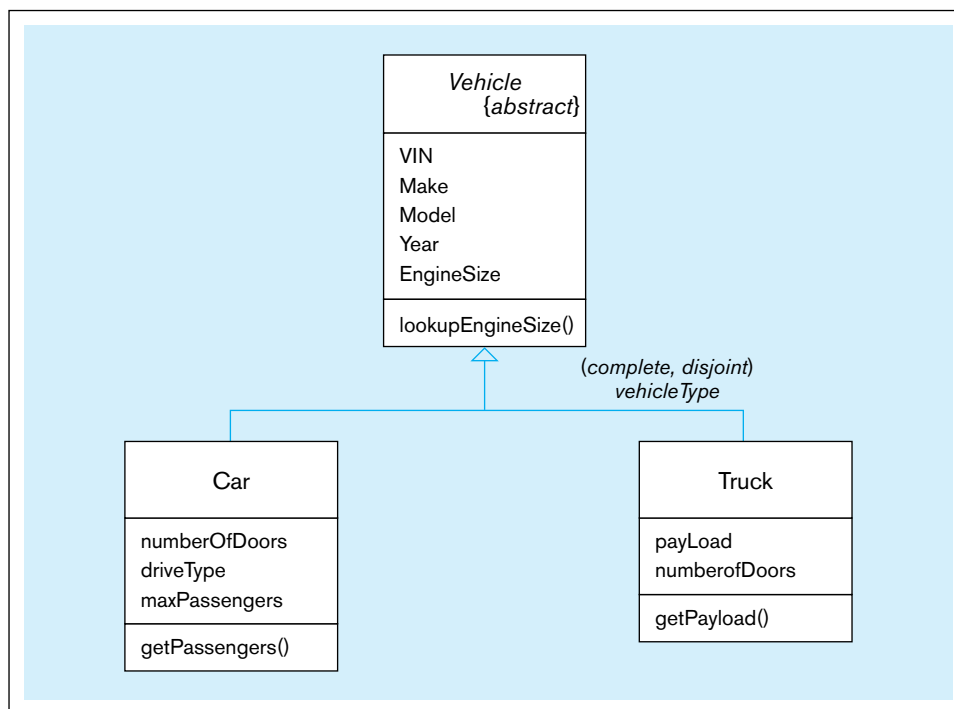 Vehicle
{abstract}
VIN
Make
Model
Year
EngineSize
lookupEngineSize()
(complete, disjoint)
vehicleType
Car
numberOfDoors
driveType
maxPassengers
getPassengers()
Truck
payLoad
numberofDoors
getPayload()